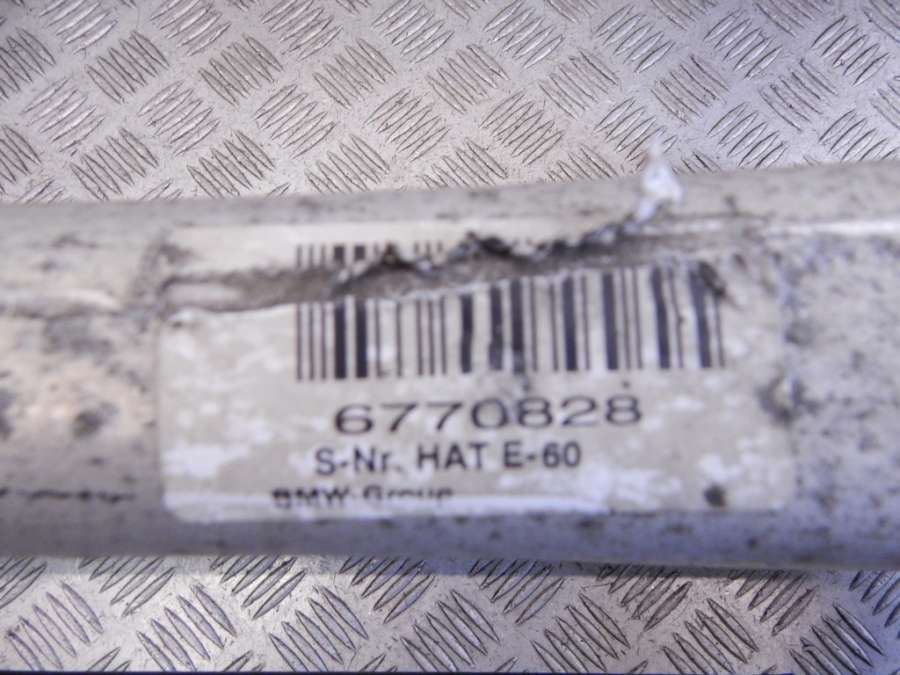 6770828
S-Nr. HAT E-60
BMW-Group